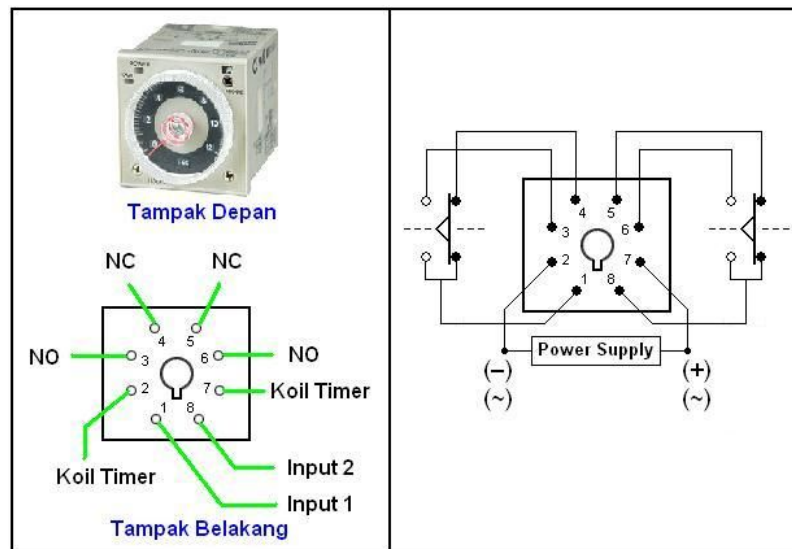 POWER
Tampak Depan
NC
NC
4
5
NO
3
6
NO
2
7
Koil Timer
1
8
Koil Timer
Input 2
Input 1
Tampak Belakang
4
5
3
6
2
7
1
8
Power Supply
(−)
(+)
(~)
(~)